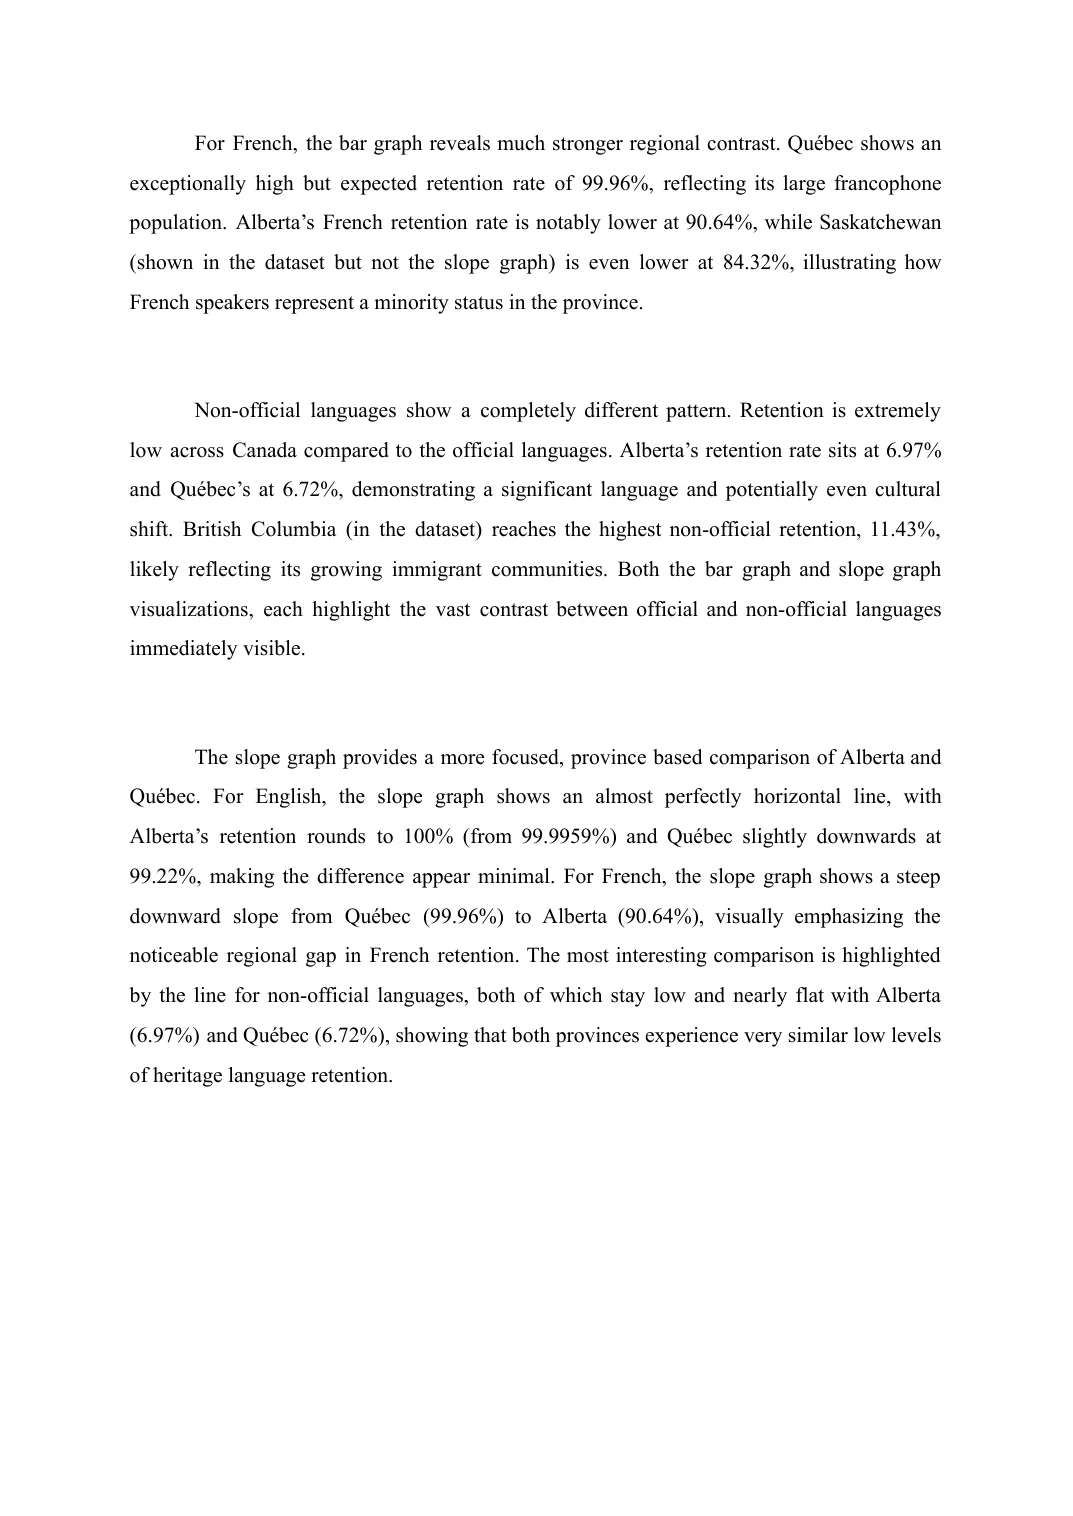 For French, the bar graph reveals much stronger regional contrast. Québec shows an
exceptionally high but expected retention rate of 99.96%, reflecting its large francophone
population. Alberta’s French retention rate is notably lower at 90.64%, while Saskatchewan
(shown in the dataset but not the slope graph) is even lower at 84.32%, illustrating how
French speakers represent a minority status in the province.
Non-official languages show a completely different pattern. Retention is extremely
low across Canada compared to the official languages. Alberta’s retention rate sits at 6.97%
and Québec’s at 6.72%, demonstrating a significant language and potentially even cultural
shift. British Columbia (in the dataset) reaches the highest non-official retention, 11.43%,
likely reflecting its growing immigrant communities. Both the bar graph and slope graph
visualizations, each highlight the vast contrast between official and non-official languages
immediately visible.
The slope graph provides a more focused, province based comparison of Alberta and
Québec. For English, the slope graph shows an almost perfectly horizontal line, with
Alberta’s retention rounds to 100% (from 99.9959%) and Québec slightly downwards at
99.22%, making the difference appear minimal. For French, the slope graph shows a steep
downward slope from Québec (99.96%) to Alberta (90.64%), visually emphasizing the
noticeable regional gap in French retention. The most interesting comparison is highlighted
by the line for non-official languages, both of which stay low and nearly flat with Alberta
(6.97%) and Québec (6.72%), showing that both provinces experience very similar low levels
of heritage language retention.